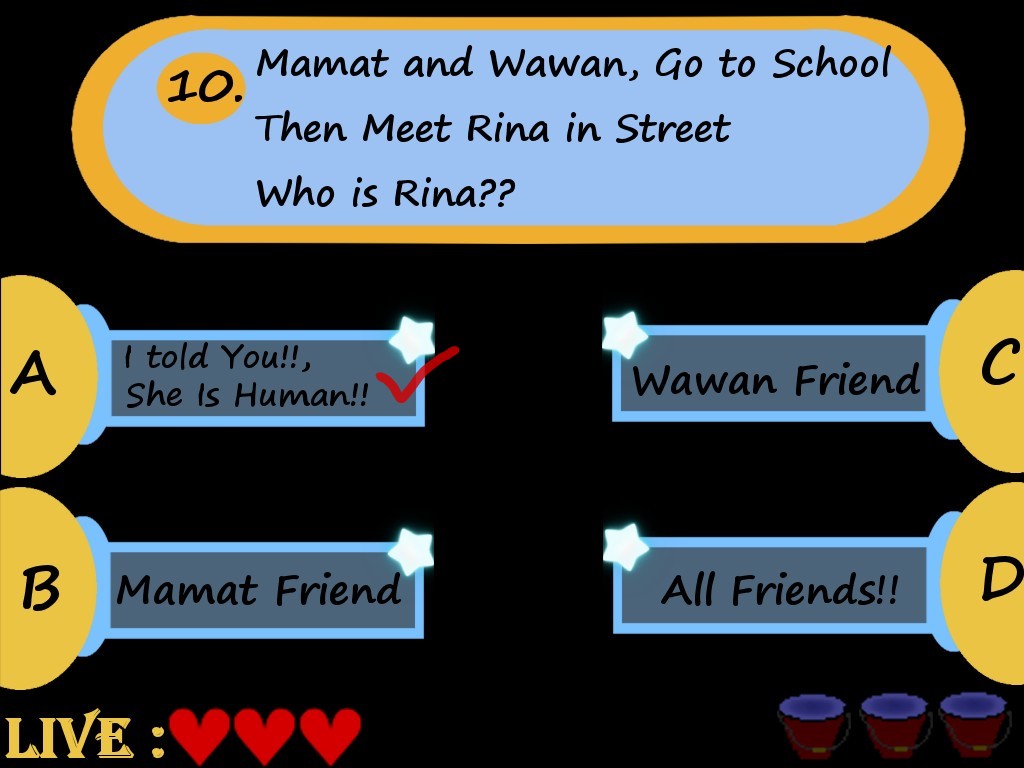 10. Mamat and Wawan, Go to School
Then Meet Rina in Street
Who is Rina??
A
I told You!!,
She Is Human!!
C
Wawan Friend
B
Mamat Friend
D
All Friends!!
LIVE :